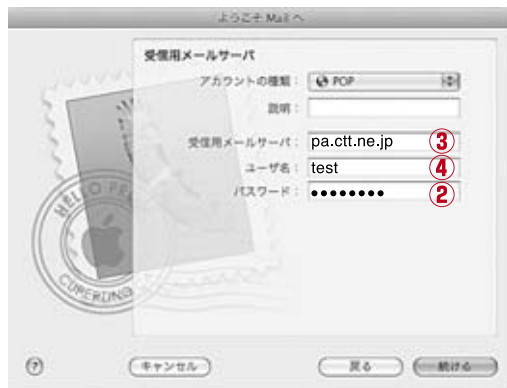 ようこそ Mail へ
受信用メールサーバ
アカウントの種類： POP
説明：
受信用メールサーバ： pa.ctt.ne.jp ③
ユーザ名： test ④
パスワード： •••••••• ②
HELLO FR
CUPERTINO
? キャンセル 戻る 続ける